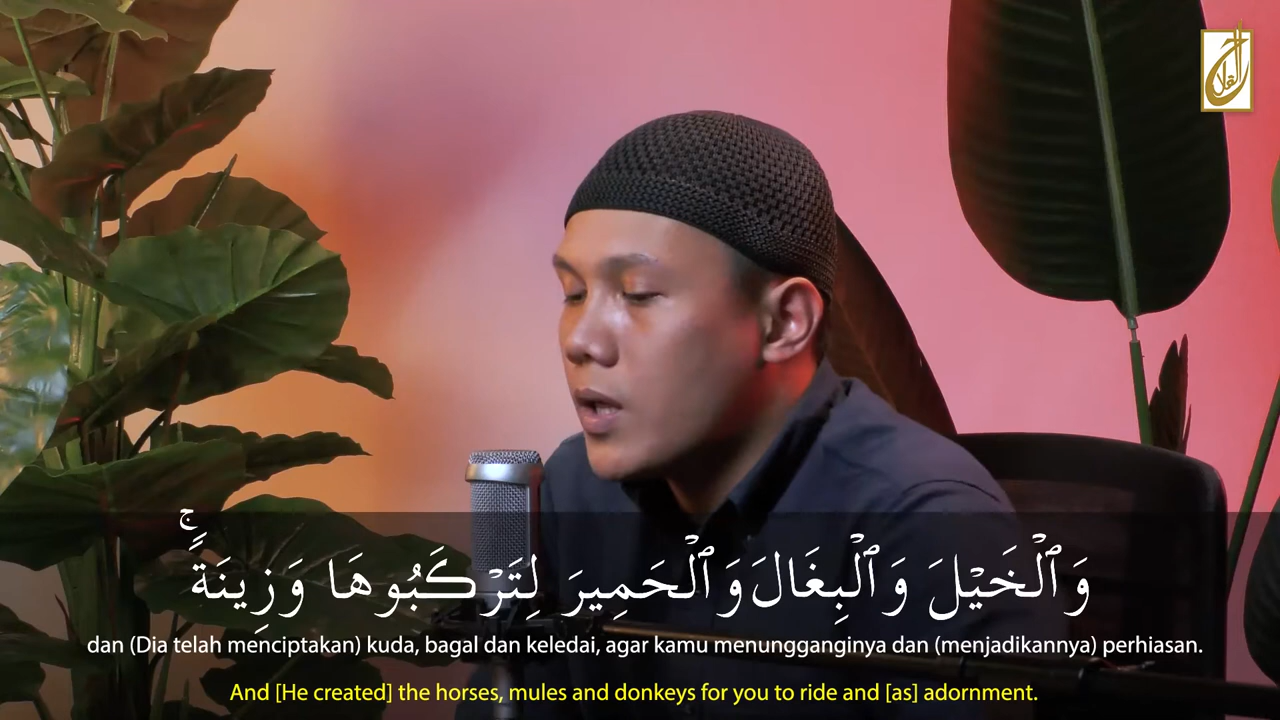 القلاح
وَٱلْخَيْلَ وَٱلْبِغَالَ وَٱلْحَمِيرَ لِتَرْكَبُوهَا وَزِينَةً ۚ
dan (Dia telah menciptakan) kuda, bagal dan keledai, agar kamu menungganginya dan (menjadikannya) perhiasan.
And [He created] the horses, mules and donkeys for you to ride and [as] adornment.